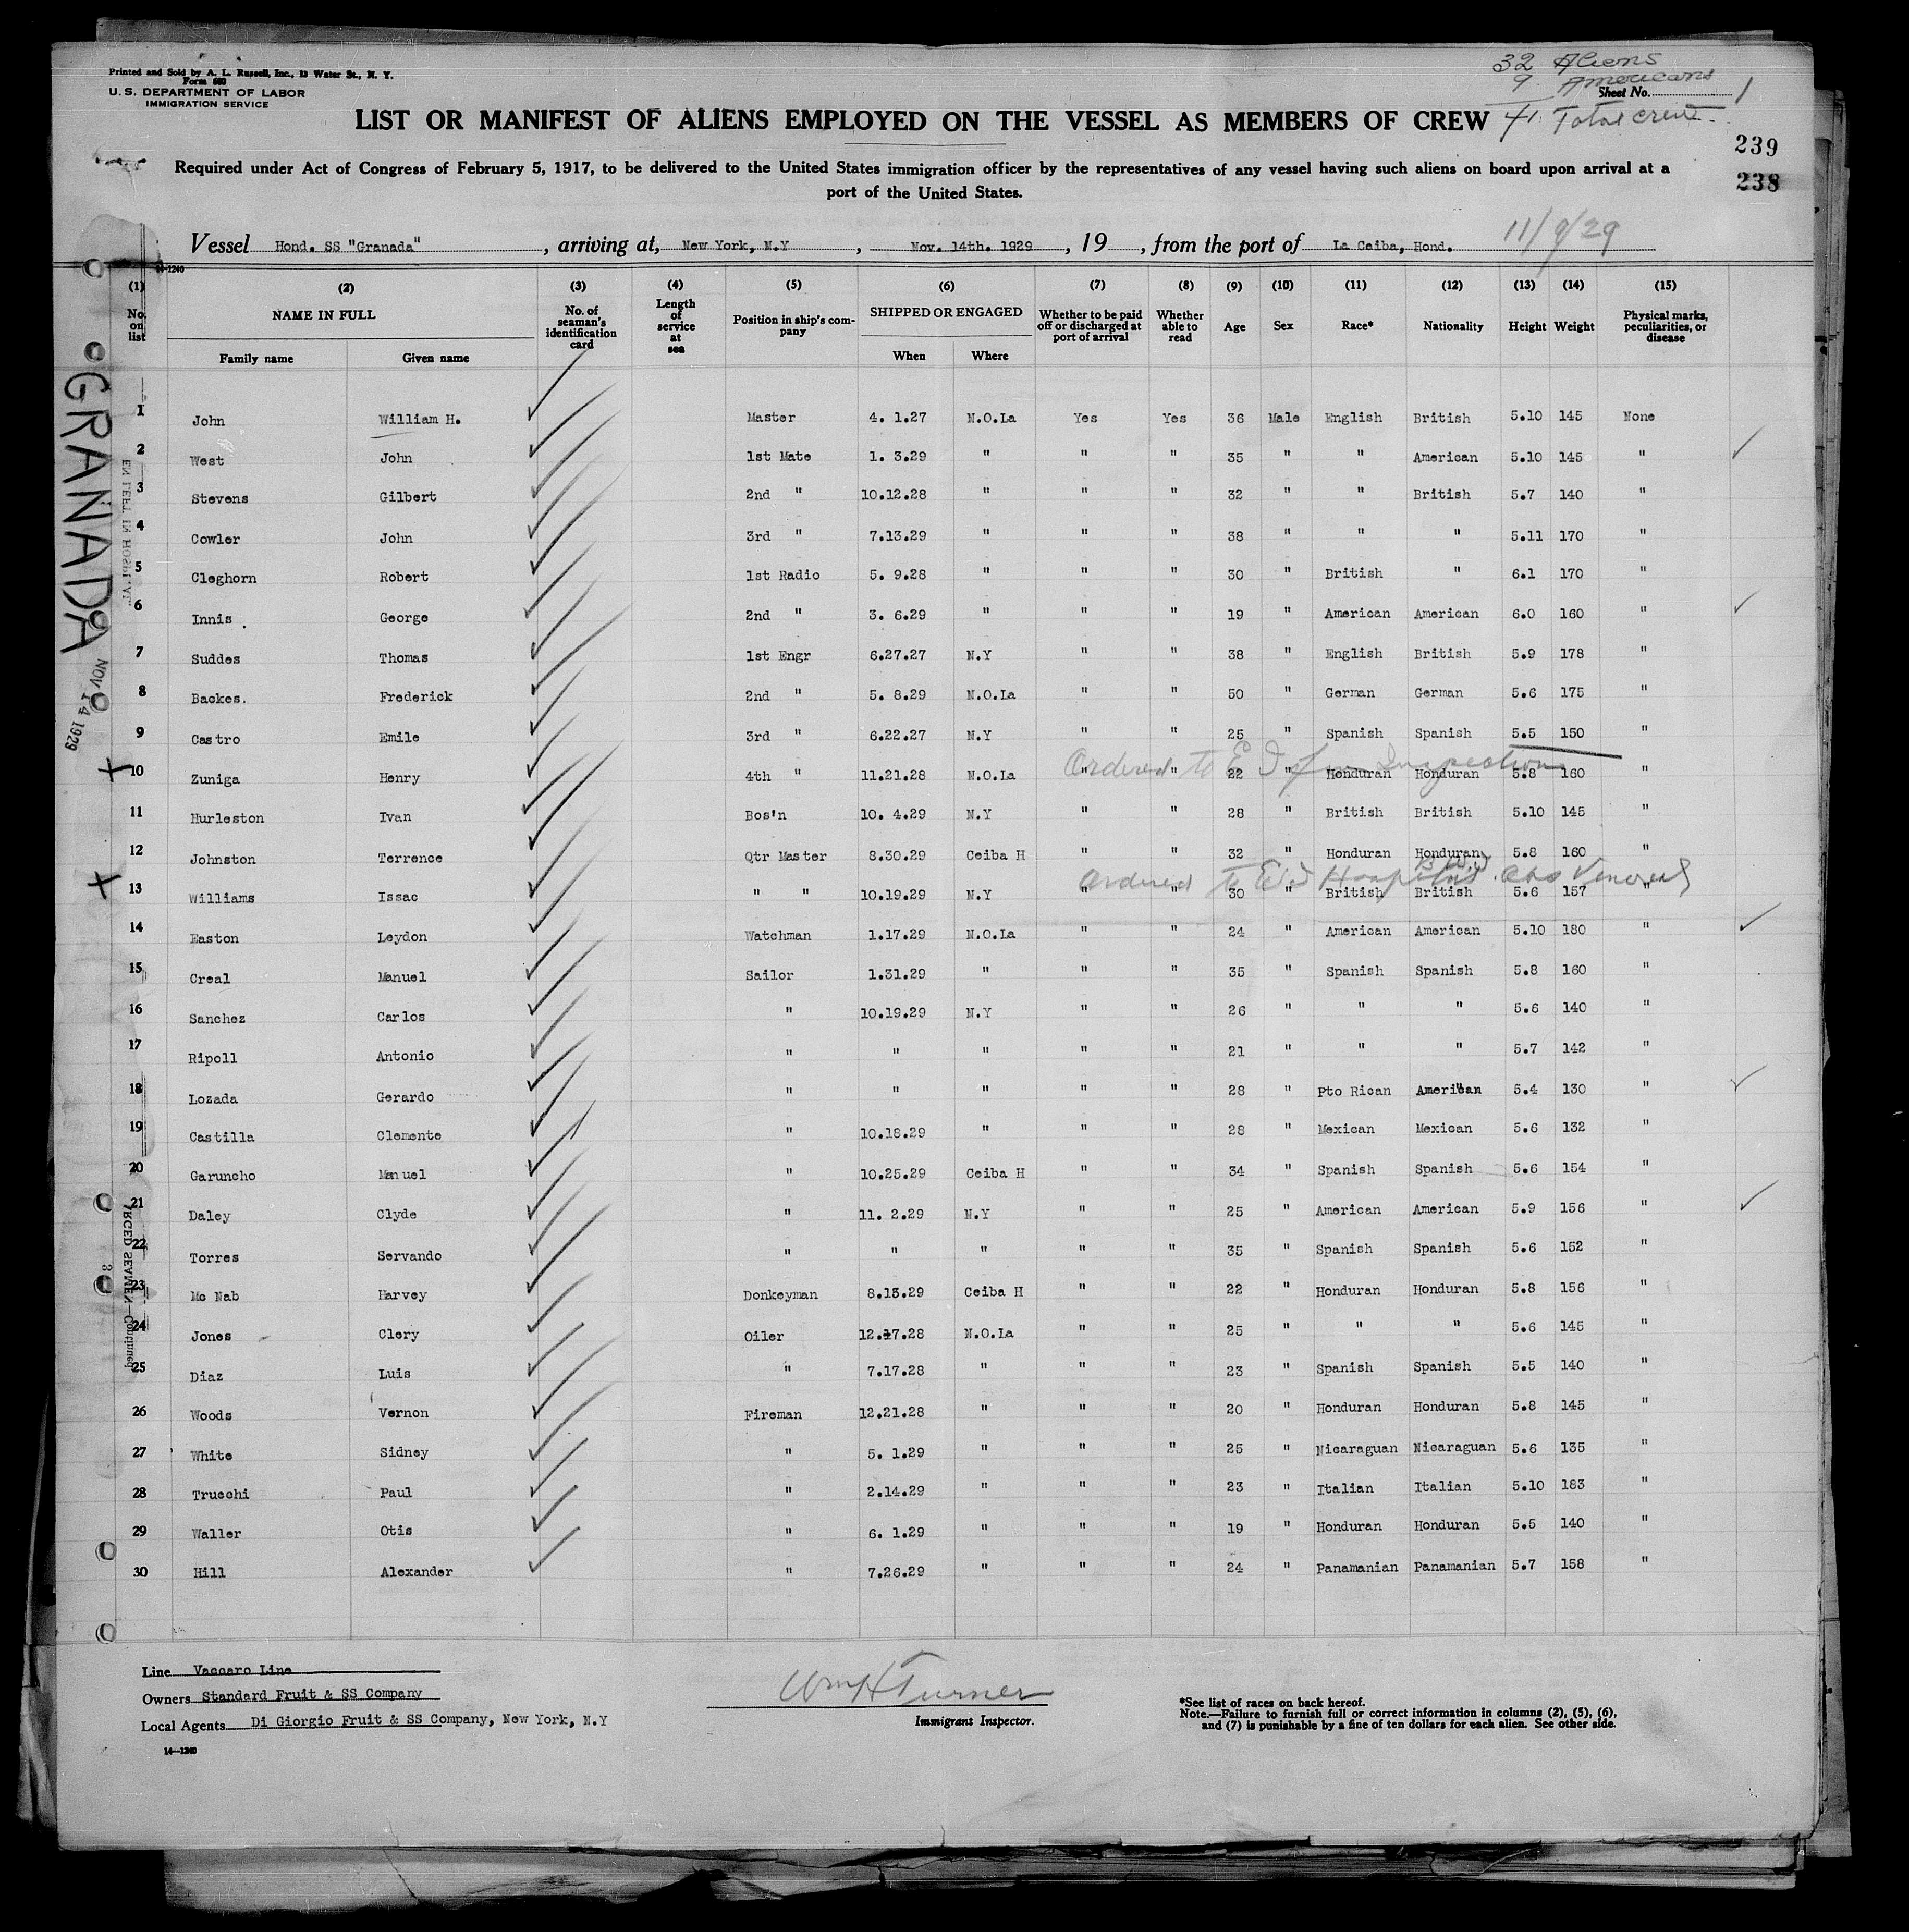 Printed and Sold by A. L. Russell, Inc., 13 Water St., N. Y.
Form 680
U. S. DEPARTMENT OF LABOR
IMMIGRATION SERVICE
32 Aliens
9 Americans
Sheet No. 1
41 Total crew
LIST OR MANIFEST OF ALIENS EMPLOYED ON THE VESSEL AS MEMBERS OF CREW
239
238
Required under Act of Congress of February 5, 1917, to be delivered to the United States immigration officer by the representatives of any vessel having such aliens on board upon arrival at a
port of the United States.
Vessel Hond. SS "Granada", arriving at, New York, N.Y, Nov. 14th. 1929, 19, from the port of La Ceiba, Hond. 11/9/29
14-1240
(1) (2) (3) (4) (5) (6) (7) (8) (9) (10) (11) (12) (13) (14) (15)
No. on list NAME IN FULL Family name Given name No. of seaman's identification card Length of service at sea Position in ship's company SHIPPED OR ENGAGED When Where Whether to be paid off or discharged at port of arrival Whether able to read Age Sex Race* Nationality Height Weight Physical marks, peculiarities, or disease
GRANADA
NOV 14 1929
1 John William H. Master 4. 1.27 N.O.La Yes Yes 36 Male English British 5.10 145 None
2 West John 1st Mate 1. 3.29 " " " 35 " " American 5.10 145 "
3 Stevens Gilbert 2nd " 10.12.28 " " " 32 " " British 5.7 140 "
4 Cowler John 3rd " 7.13.29 " " " 38 " " " 5.11 170 "
5 Cleghorn Robert 1st Radio 5. 9.28 " " " 30 " British " 6.1 170 "
6 Innis George 2nd " 3. 6.29 " " " 19 " American American 6.0 160 "
7 Suddes Thomas 1st Engr 6.27.27 N.Y " " 38 " English British 5.9 178 "
8 Backes. Frederick 2nd " 5. 8.29 N.O.La " " 50 " German German 5.6 175 "
9 Castro Emile 3rd " 6.22.27 N.Y " " 25 " Spanish Spanish 5.5 150 "
Ordered to E I for Inspection
10 Zuniga Henry 4th " 11.21.28 N.O.La " " 22 " Honduran Honduran 5.8 160 "
11 Hurleston Ivan Bos'n 10. 4.29 N.Y " " 28 " British British 5.10 145 "
12 Johnston Terrence Qtr Master 8.30.29 Ceiba H " " 32 " Honduran Honduran 5.8 160 "
Ordered to E I Hospital. Obs Venereal
13 Williams Issac " " 10.19.29 N.Y " " 30 " British British 5.6 157 "
14 Easton Leydon Watchman 1.17.29 N.O.La " " 24 " American American 5.10 180 "
15 Creal Manuel Sailor 1.31.29 " " " 35 " Spanish Spanish 5.8 160 "
16 Sanchez Carlos " 10.19.29 N.Y " " 26 " " " 5.6 140 "
17 Ripoll Antonio " " " " " 21 " " " 5.7 142 "
18 Lozada Gerardo " " " " " 28 " Pto Rican American 5.4 130 "
19 Castilla Clemente " 10.18.29 " " " 28 " Mexican Mexican 5.6 132 "
20 Garuncho Manuel " 10.25.29 Ceiba H " " 34 " Spanish Spanish 5.6 154 "
21 Daley Clyde " 11. 2.29 N.Y " " 25 " American American 5.9 156 "
22 Torres Servando " " " " " 35 " Spanish Spanish 5.6 152 "
23 Mc Nab Harvey Donkeyman 8.15.29 Ceiba H " " 22 " Honduran Honduran 5.8 156 "
24 Jones Clery Oiler 12.17.28 N.O.La " " 25 " " " 5.6 145 "
25 Diaz Luis " 7.17.28 " " " 23 " Spanish Spanish 5.5 140 "
26 Woods Vernon Fireman 12.21.28 " " " 20 " Honduran Honduran 5.8 145 "
27 White Sidney " 5. 1.29 " " " 25 " Nicaraguan Nicaraguan 5.6 135 "
28 Trucchi Paul " 2.14.29 " " " 23 " Italian Italian 5.10 183 "
29 Waller Otis " 6. 1.29 " " " 19 " Honduran Honduran 5.5 140 "
30 Hill Alexander " 7.26.29 " " " 24 " Panamanian Panamanian 5.7 158 "
Line Vaccaro Line
Owners Standard Fruit & SS Company
Local Agents Di Giorgio Fruit & SS Company, New York, N.Y
14-1240
Wm H Turner
Immigrant Inspector.
*See list of races on back hereof.
Note.—Failure to furnish full or correct information in columns (2), (5), (6),
and (7) is punishable by a fine of ten dollars for each alien. See other side.